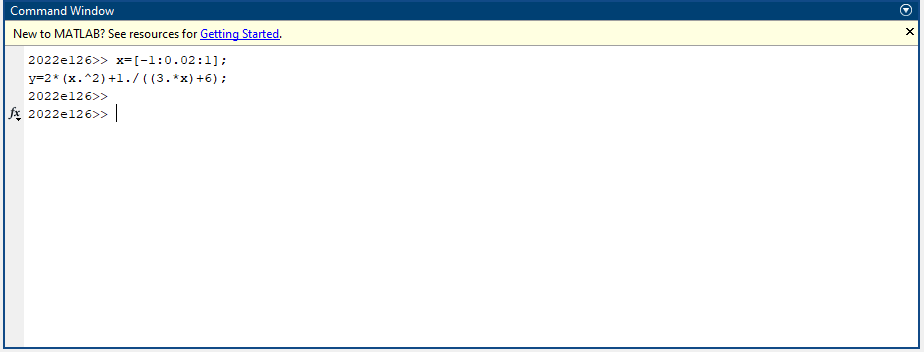 Command Window
New to MATLAB? See resources for Getting Started.
2022e126>> x=[-1:0.02:1];
y=2*(x.^2)+1./((3.*x)+6);
2022e126>>
fx 2022e126>>